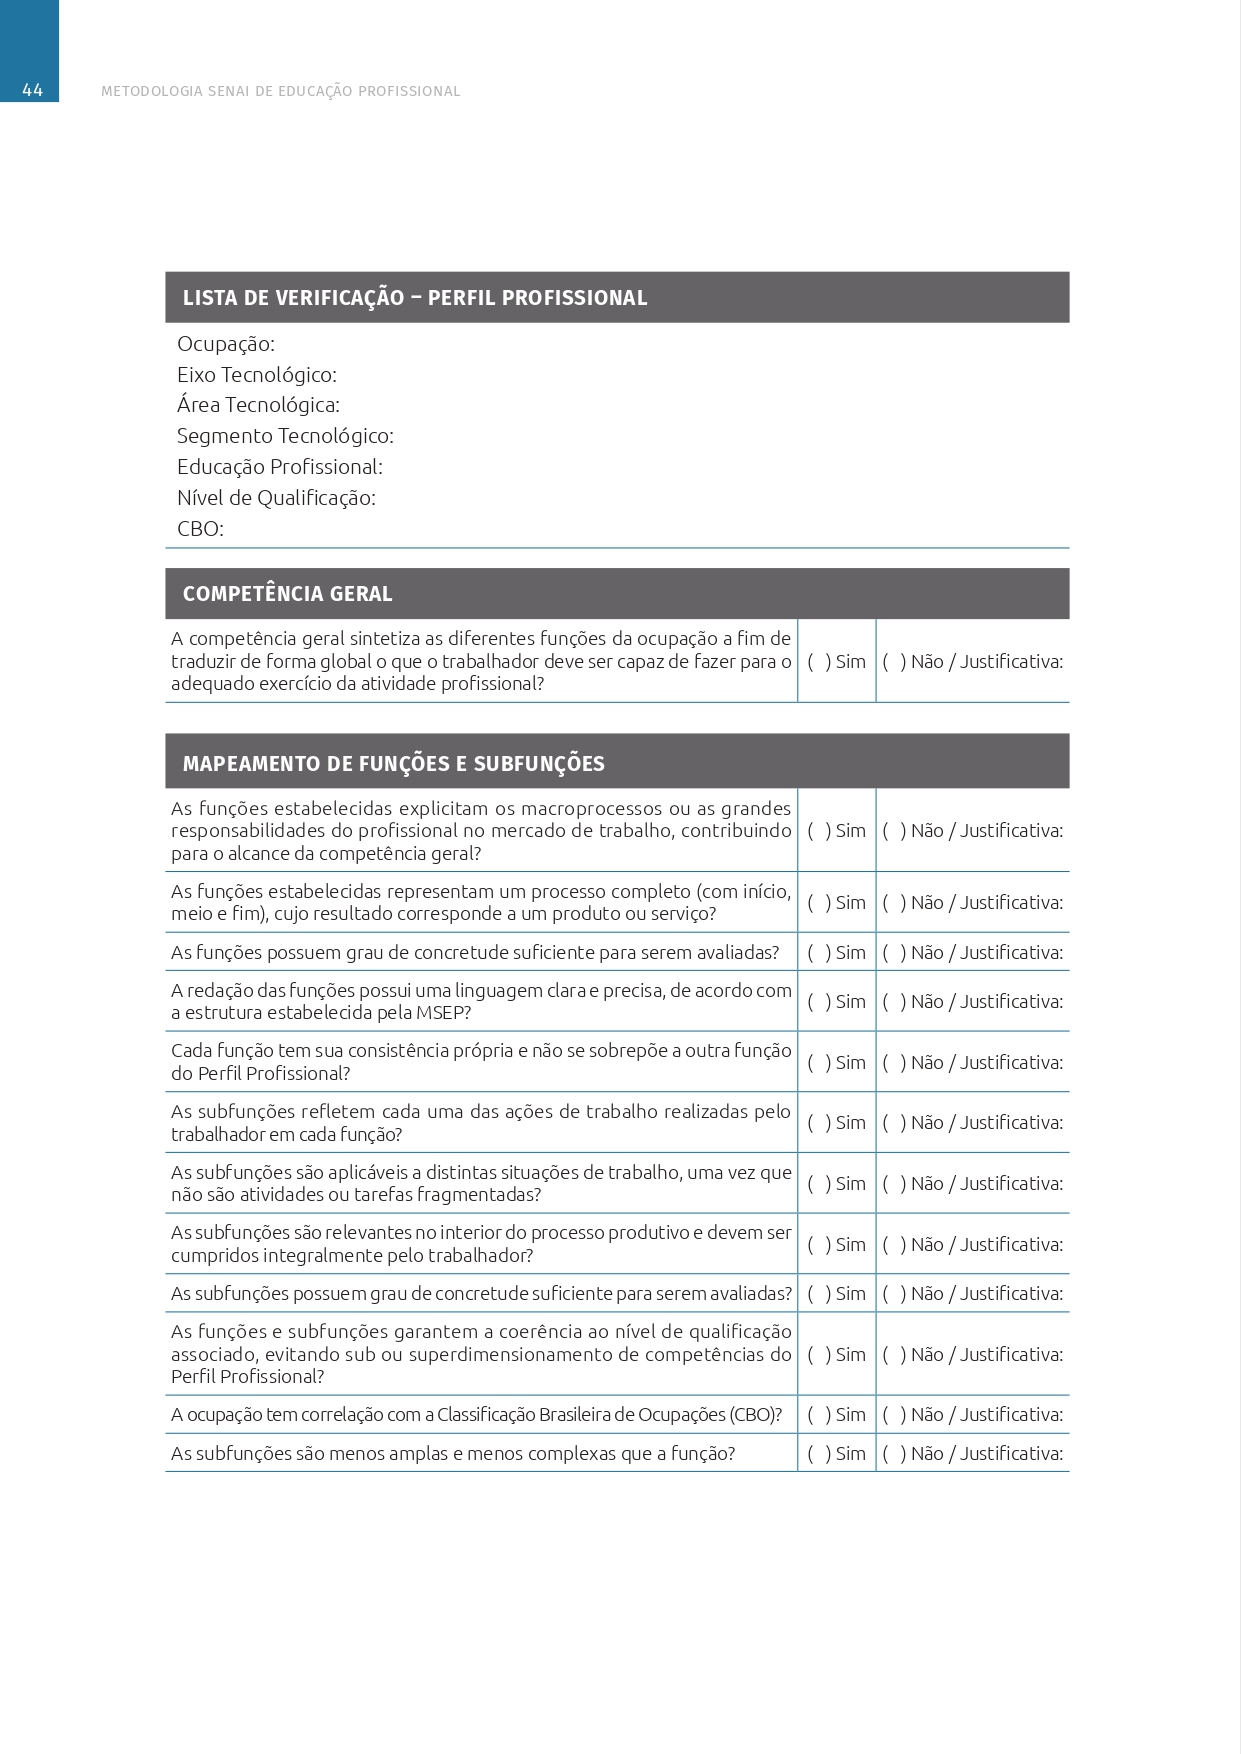 44
METODOLOGIA SENAI DE EDUCAÇÃO PROFISSIONAL
LISTA DE VERIFICAÇÃO – PERFIL PROFISSIONAL
Ocupação:
Eixo Tecnológico:
Área Tecnológica:
Segmento Tecnológico:
Educação Profissional:
Nível de Qualificação:
CBO:
COMPETÊNCIA GERAL
A competência geral sintetiza as diferentes funções da ocupação a fim de
traduzir de forma global o que o trabalhador deve ser capaz de fazer para o
adequado exercício da atividade profissional?
( ) Sim
( ) Não / Justificativa:
MAPEAMENTO DE FUNÇÕES E SUBFUNÇÕES
As funções estabelecidas explicitam os macroprocessos ou as grandes
responsabilidades do profissional no mercado de trabalho, contribuindo
para o alcance da competência geral?
( ) Sim
( ) Não / Justificativa:
As funções estabelecidas representam um processo completo (com início,
meio e fim), cujo resultado corresponde a um produto ou serviço?
( ) Sim
( ) Não / Justificativa:
As funções possuem grau de concretude suficiente para serem avaliadas?
( ) Sim
( ) Não / Justificativa:
A redação das funções possui uma linguagem clara e precisa, de acordo com
a estrutura estabelecida pela MSEP?
( ) Sim
( ) Não / Justificativa:
Cada função tem sua consistência própria e não se sobrepõe a outra função
do Perfil Profissional?
( ) Sim
( ) Não / Justificativa:
As subfunções refletem cada uma das ações de trabalho realizadas pelo
trabalhador em cada função?
( ) Sim
( ) Não / Justificativa:
As subfunções são aplicáveis a distintas situações de trabalho, uma vez que
não são atividades ou tarefas fragmentadas?
( ) Sim
( ) Não / Justificativa:
As subfunções são relevantes no interior do processo produtivo e devem ser
cumpridos integralmente pelo trabalhador?
( ) Sim
( ) Não / Justificativa:
As subfunções possuem grau de concretude suficiente para serem avaliadas?
( ) Sim
( ) Não / Justificativa:
As funções e subfunções garantem a coerência ao nível de qualificação
associado, evitando sub ou superdimensionamento de competências do
Perfil Profissional?
( ) Sim
( ) Não / Justificativa:
A ocupação tem correlação com a Classificação Brasileira de Ocupações (CBO)?
( ) Sim
( ) Não / Justificativa:
As subfunções são menos amplas e menos complexas que a função?
( ) Sim
( ) Não / Justificativa: